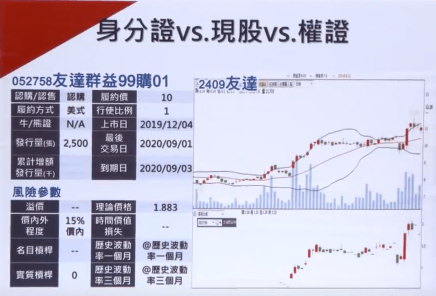 身分證vs.現股vs.權證
052758友達群益99購01
認購/認售 認購 履約價 10
履約方式 美式 行使比例 1
牛/熊證 N/A 上市日 2019/12/04
發行量(張) 2,500 最後交易日 2020/09/01
累計增額發行量(千) 到期日 2020/09/03
風險參數
溢價 -- 理論價格 1.883
價內外程度 15%價內 時間價值損失 --
名目槓桿 -- 歷史波動率一個月 @歷史波動率一個月
實質槓桿 0 歷史波動率三個月 @歷史波動率三個月
2409友達